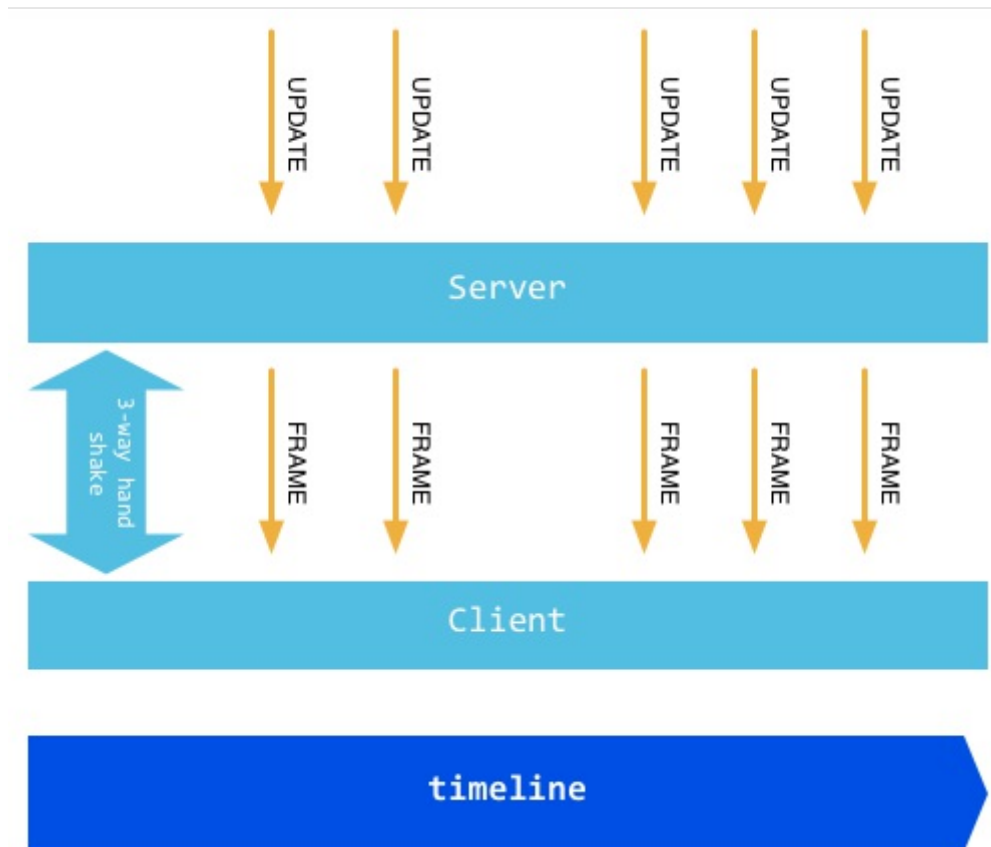 UPDATE
UPDATE
UPDATE
UPDATE
UPDATE
Server
3-way hand
shake
FRAME
FRAME
FRAME
FRAME
FRAME
Client
timeline